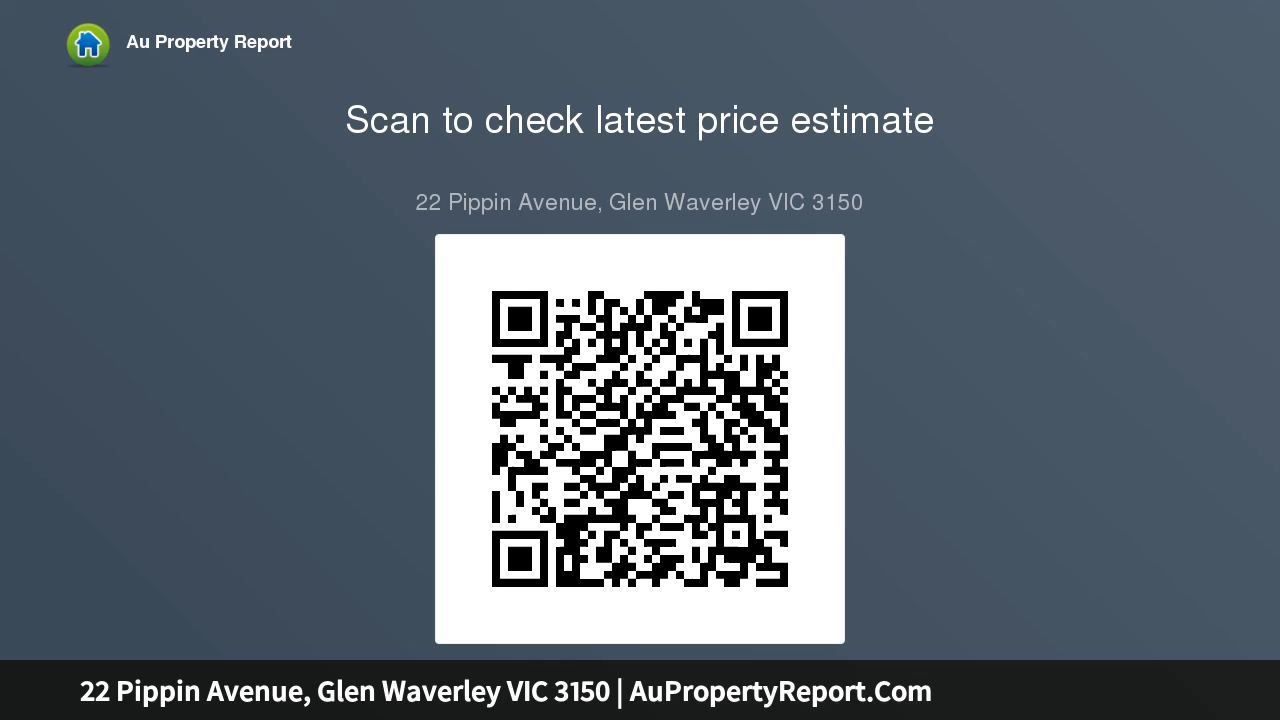 Au Property Report
Scan to check latest price estimate
22 Pippin Avenue, Glen Waverley VIC 3150
22 Pippin Avenue, Glen Waverley VIC 3150 | AuPropertyReport.Com